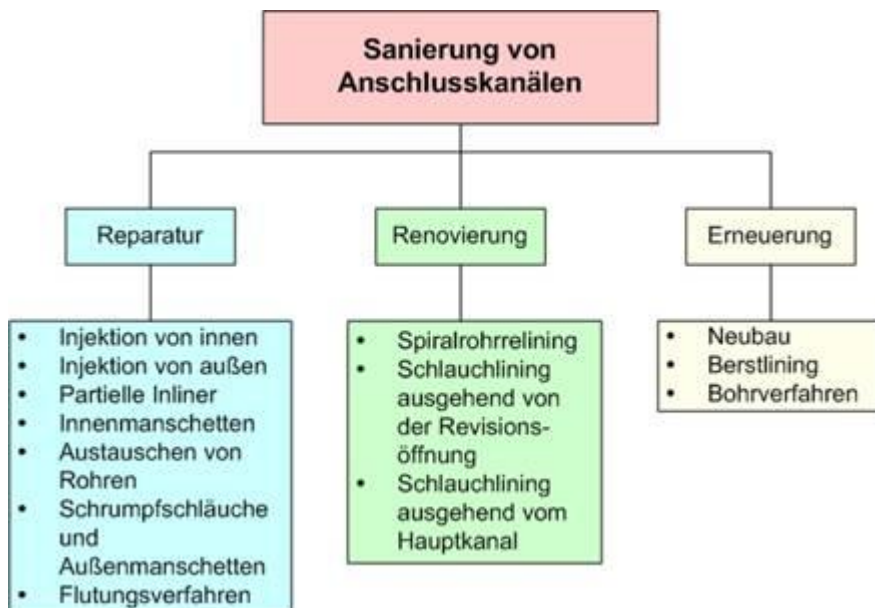 Sanierung von
Anschlusskanälen
Reparatur
Renovierung
Erneuerung
• Injektion von innen
• Injektion von außen
• Partielle Inliner
• Innenmanschetten
• Austauschen von
Rohren
• Schrumpfschläuche
und
Außenmanschetten
• Flutungsverfahren
• Spiralrohrrelining
• Schlauchlining
ausgehend von
der Revisions-
öffnung
• Schlauchlining
ausgehend vom
Hauptkanal
• Neubau
• Berstlining
• Bohrverfahren